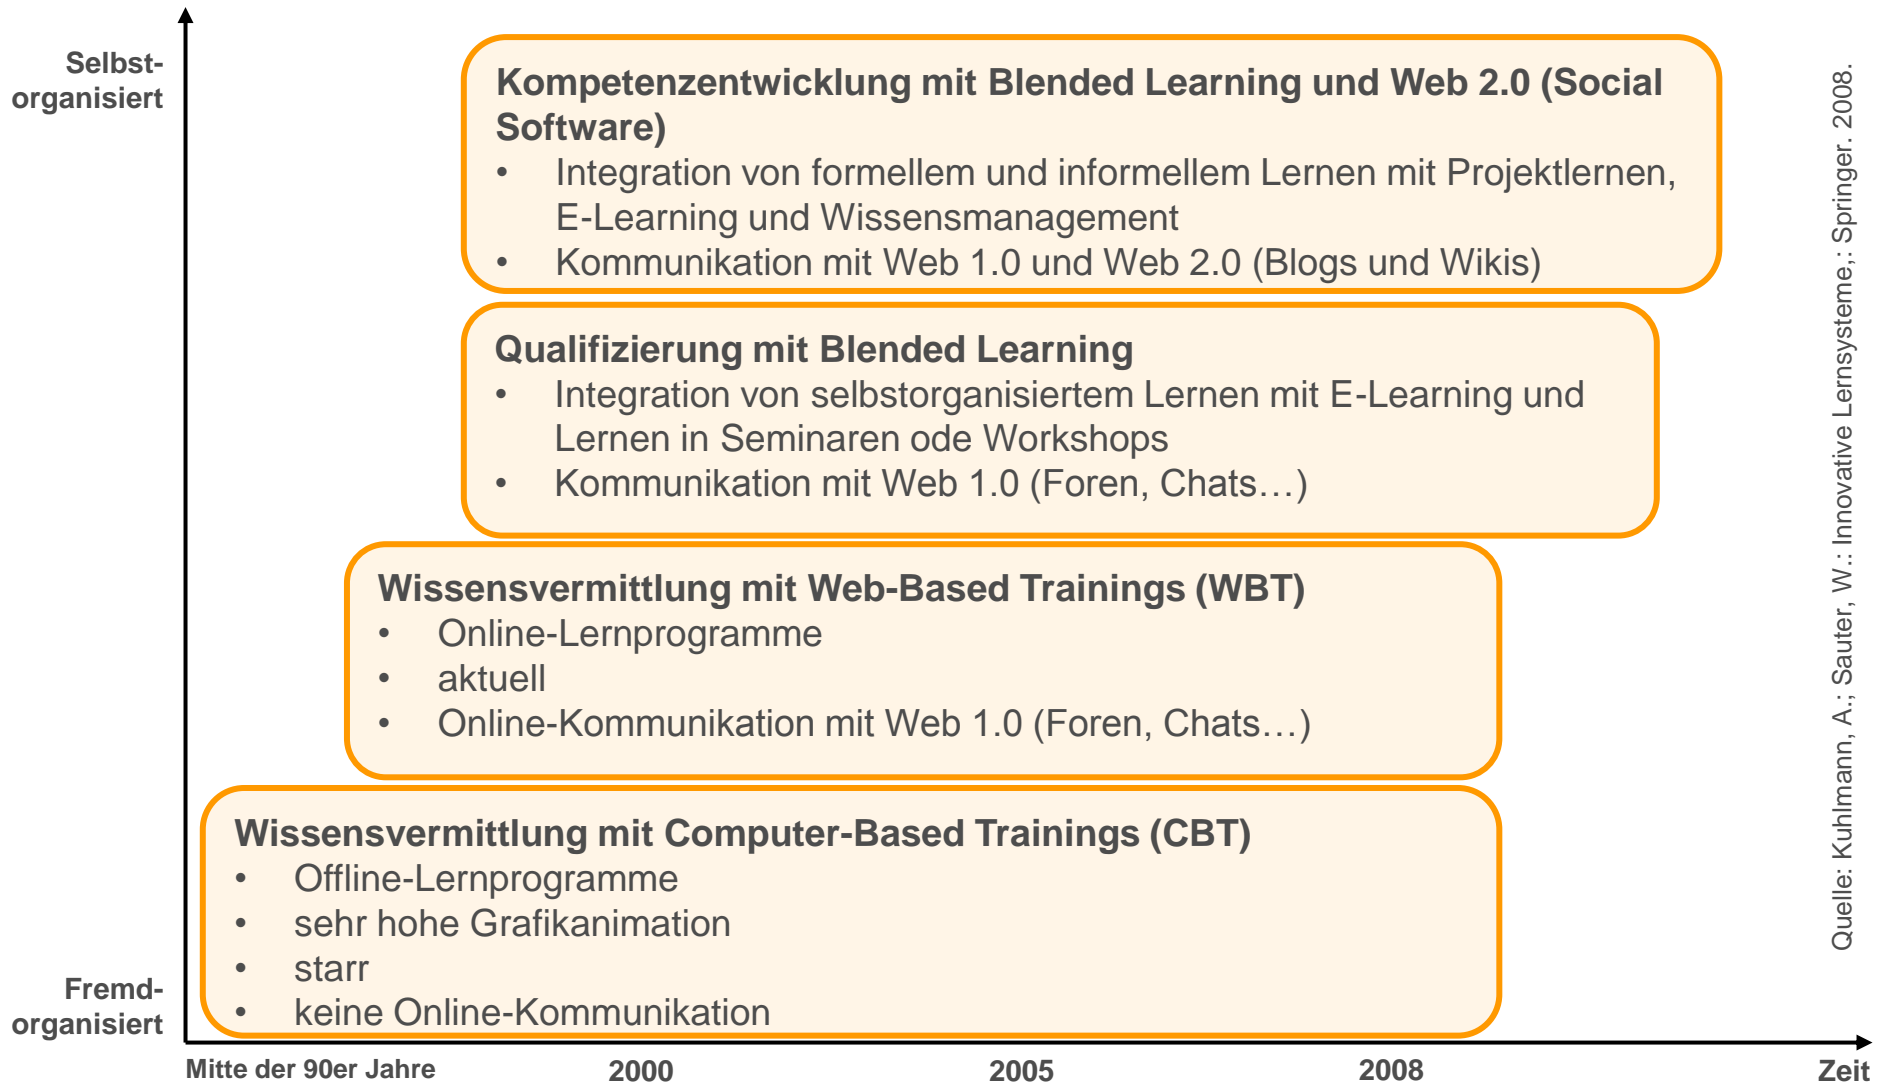 Selbst-
organisiert
Kompetenzentwicklung mit Blended Learning und Web 2.0 (Social
Software)
• Integration von formellem und informellem Lernen mit Projektlernen,
E-Learning und Wissensmanagement
• Kommunikation mit Web 1.0 und Web 2.0 (Blogs und Wikis)
Qualifizierung mit Blended Learning
• Integration von selbstorganisiertem Lernen mit E-Learning und
Lernen in Seminaren ode Workshops
• Kommunikation mit Web 1.0 (Foren, Chats…)
Wissensvermittlung mit Web-Based Trainings (WBT)
• Online-Lernprogramme
• aktuell
• Online-Kommunikation mit Web 1.0 (Foren, Chats…)
Wissensvermittlung mit Computer-Based Trainings (CBT)
• Offline-Lernprogramme
• sehr hohe Grafikanimation
• starr
• keine Online-Kommunikation
Fremd-
organisiert
Mitte der 90er Jahre 2000 2005 2008 Zeit
Quelle: Kuhlmann, A.; Sauter, W.: Innovative Lernsysteme,: Springer. 2008.